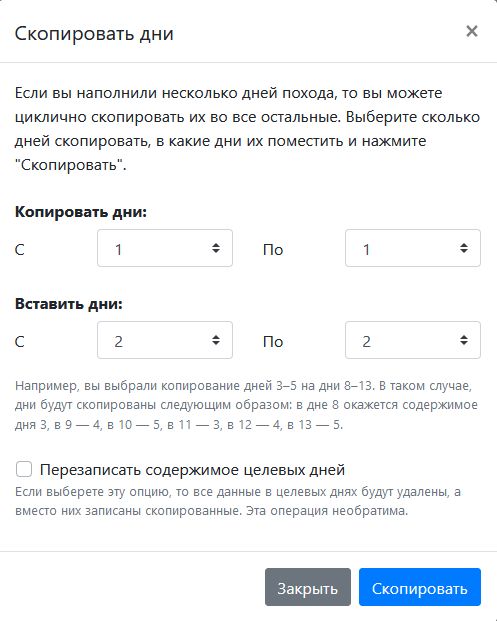 Скопировать дни ×
Если вы наполнили несколько дней похода, то вы можете
циклично скопировать их во все остальные. Выберите сколько
дней скопировать, в какие дни их поместить и нажмите
"Скопировать".
Копировать дни:
С 1 По 1
Вставить дни:
С 2 По 2
Например, вы выбрали копирование дней 3–5 на дни 8–13. В таком случае,
дни будут скопированы следующим образом: в дне 8 окажется содержимое
дня 3, в 9 — 4, в 10 — 5, в 11 — 3, в 12 — 4, в 13 — 5.
Перезаписать содержимое целевых дней
Если выберете эту опцию, то все данные в целевых днях будут удалены, а
вместо них записаны скопированные. Эта операция необратима.
Закрыть Скопировать